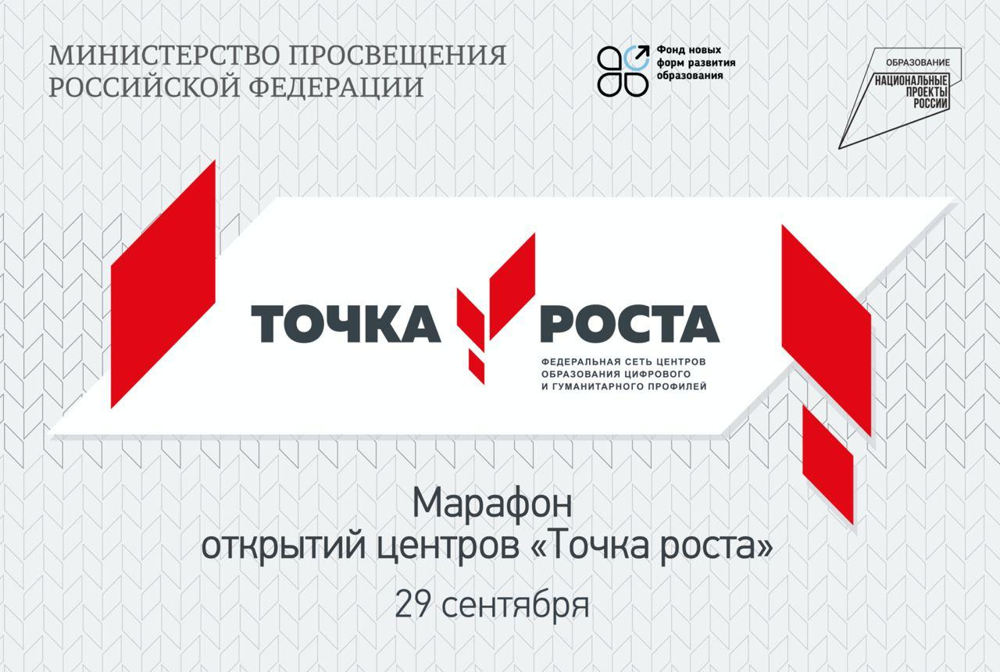 МИНИСТЕРСТВО ПРОСВЕЩЕНИЯ
РОССИЙСКОЙ ФЕДЕРАЦИИ
Фонд новых
форм развития
образования
ОБРАЗОВАНИЕ
НАЦИОНАЛЬНЫЕ
ПРОЕКТЫ
РОССИИ
ТОЧКА РОСТА
ФЕДЕРАЛЬНАЯ СЕТЬ ЦЕНТРОВ
ОБРАЗОВАНИЯ ЦИФРОВОГО
И ГУМАНИТАРНОГО ПРОФИЛЕЙ
Марафон
открытий центров «Точка роста»
29 сентября